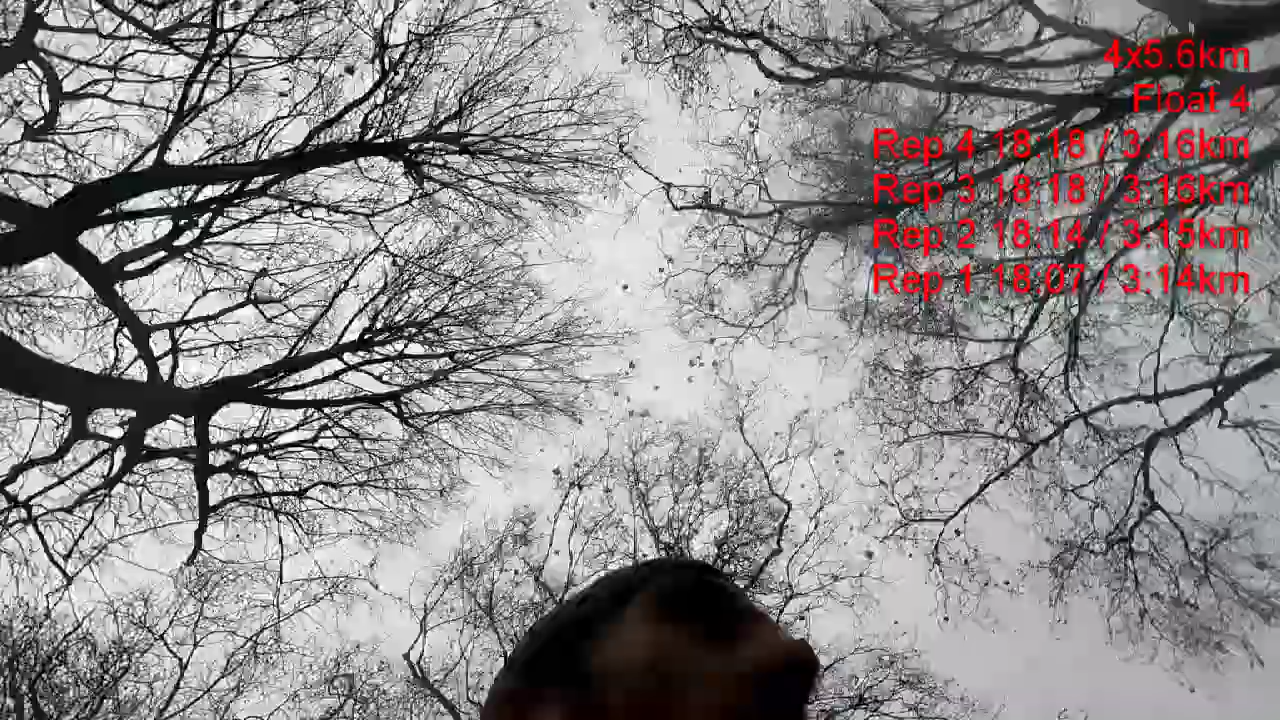 4x5.6km
Float 4
Rep 4 18:18 / 3:16km
Rep 3 18:18 / 3:16km
Rep 2 18:14 / 3:15km
Rep 1 18:07 / 3:14km